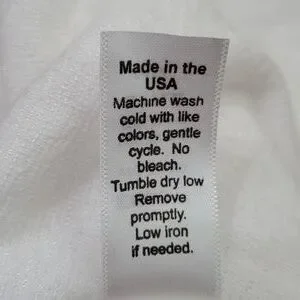 Made in the
USA
Machine wash
cold with like
colors, gentle
cycle. No
bleach.
Tumble dry low
Remove
promptly.
Low iron
if needed.